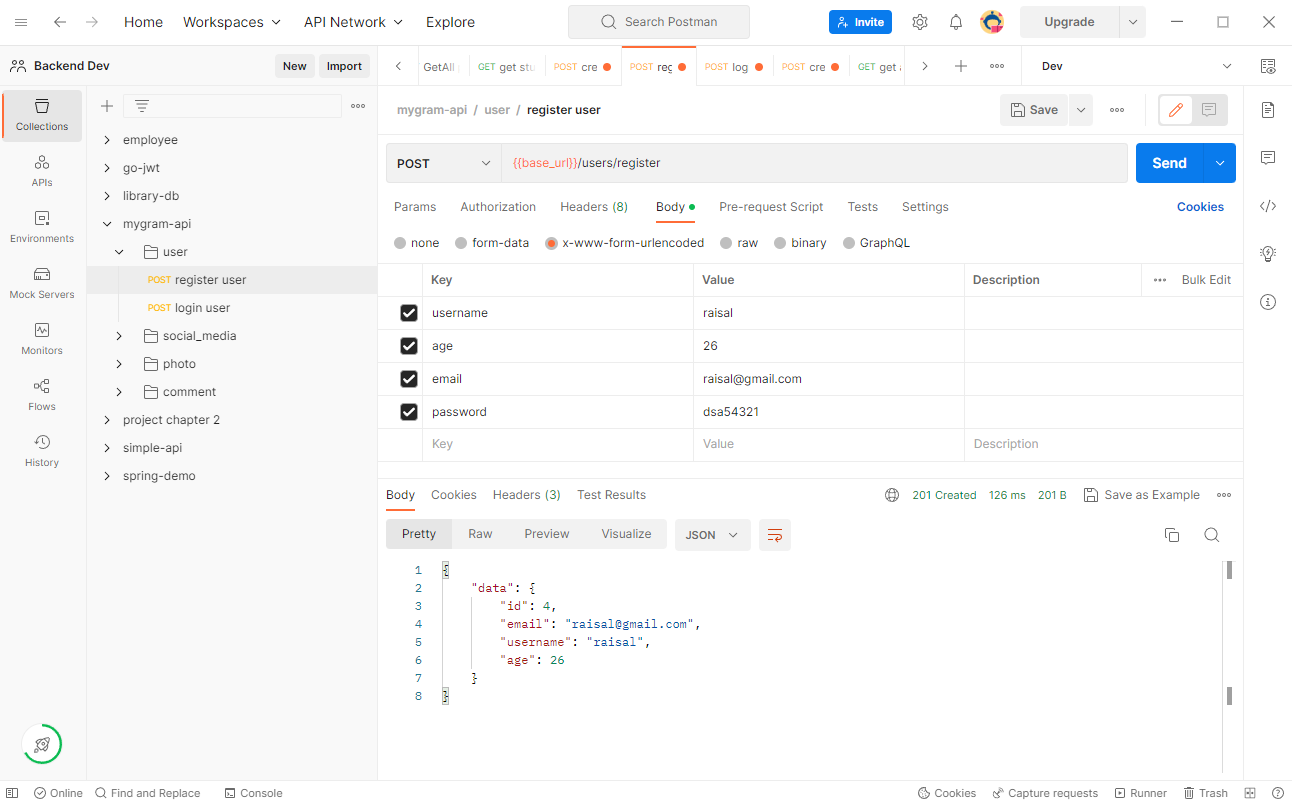 Home Workspaces API Network Explore Search Postman Invite Upgrade
Backend Dev New Import GetAll GET get stu POST cre POST reg POST log POST cre GET get Dev
Collections
APIs
Environments
Mock Servers
Monitors
Flows
History
employee
go-jwt
library-db
mygram-api
user
POST register user
POST login user
social_media
photo
comment
project chapter 2
simple-api
spring-demo
mygram-api / user / register user Save
POST {{base_url}}/users/register Send
Params Authorization Headers (8) Body Pre-request Script Tests Settings Cookies
none form-data x-www-form-urlencoded raw binary GraphQL
Key Value Description Bulk Edit
username raisal
age 26
email raisal@gmail.com
password dsa54321
Key Value Description
Body Cookies Headers (3) Test Results 201 Created 126 ms 201 B Save as Example
Pretty Raw Preview Visualize JSON
1 {
2 "data": {
3 "id": 4,
4 "email": "raisal@gmail.com",
5 "username": "raisal",
6 "age": 26
7 }
8 }
Online Find and Replace Console Cookies Capture requests Runner Trash